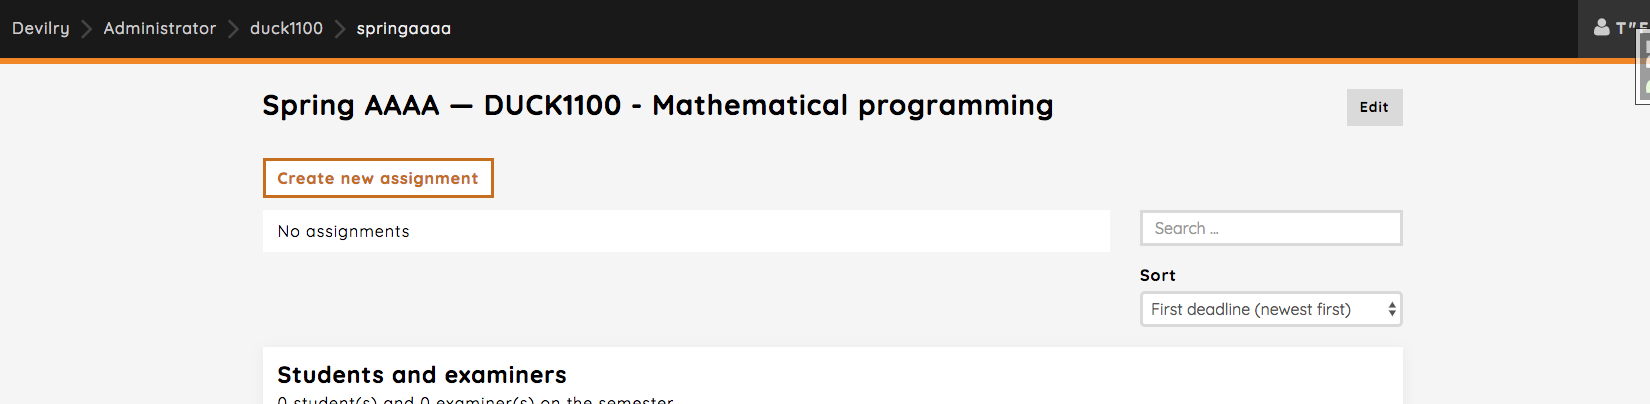 Devilry Administrator duck1100 springaaaa
Spring AAAA — DUCK1100 - Mathematical programming
Edit
Create new assignment
No assignments
Search ...
Sort
First deadline (newest first)
Students and examiners
0 student(s) and 0 examiner(s) on the semester